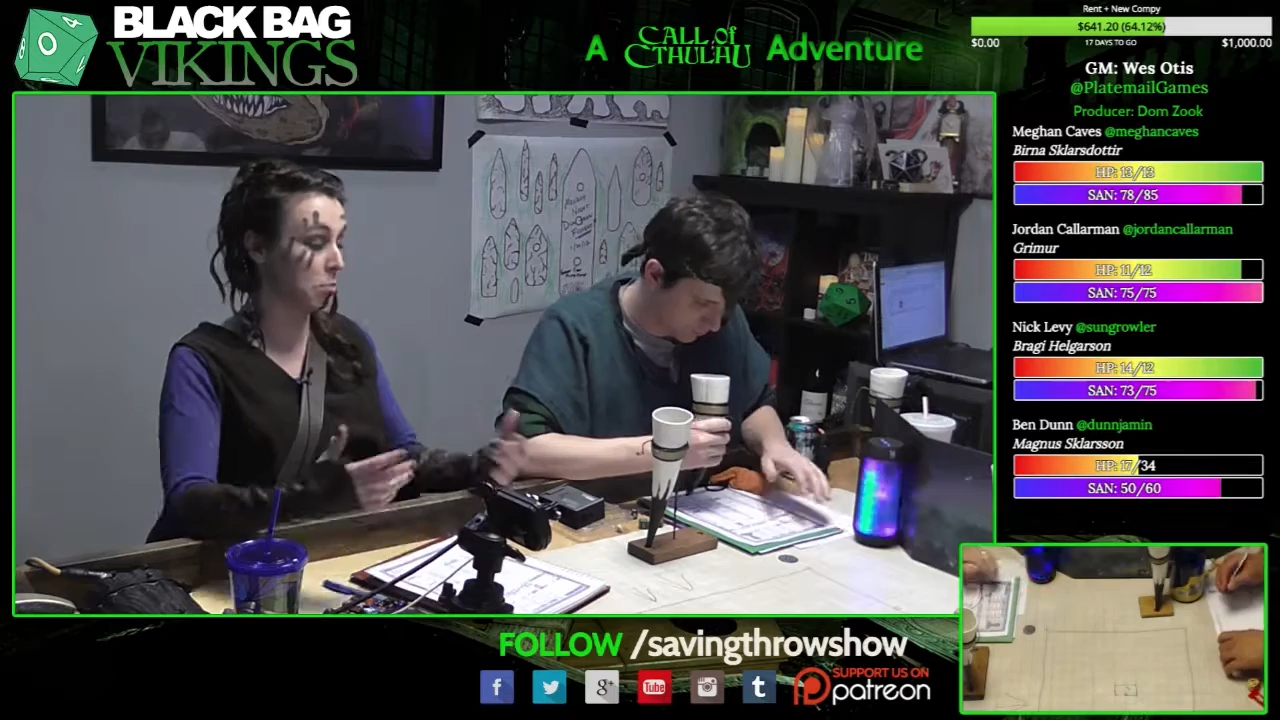 BLACK BAG
VIKINGS
A CALL of CTHULHU Adventure
Rent + New Compy
$641.20 (64.12%)
$0.00 17 DAYS TO GO $1,000.00
GM: Wes Otis
@PlatemailGames
Producer: Dom Zook
Meghan Caves @meghancaves
Birna Sklarsdottir
HP: 13/13
SAN: 78/85
Jordan Callarman @jordancallarman
Grimur
HP: 11/12
SAN: 75/75
Nick Levy @sungrowler
Bragi Helgarson
HP: 14/12
SAN: 73/75
Ben Dunn @dunnjamin
Magnus Sklarsson
HP: 17/34
SAN: 50/60
FOLLOW /savingthrowshow
f g+ You Tube t
SUPPORT US ON
patreon